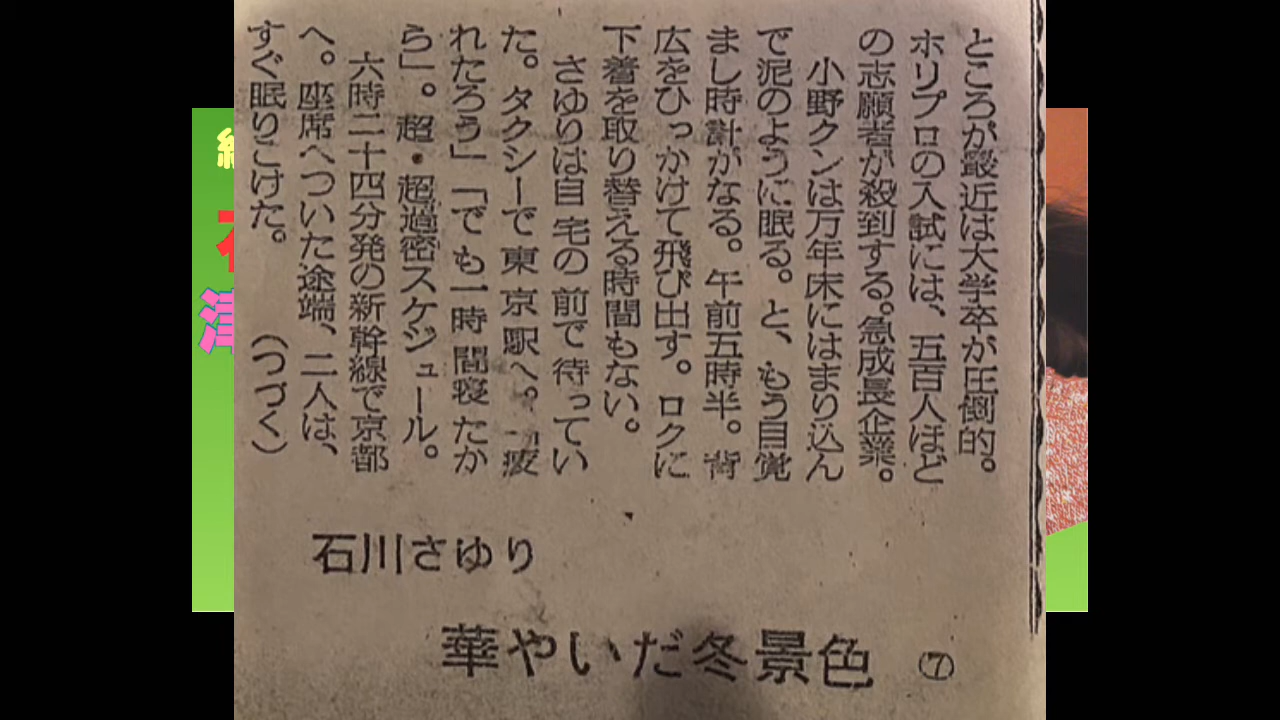 ところが最近は大学卒が圧倒的。
ホリプロの入試には、五百人ほど
の志願者が殺到する。急成長企業。
小野クンは万年床にはまり込ん
で泥のように眠る。と、もう目覚
まし時計がなる。午前五時半。背
広をひっかけて飛び出す。ロクに
下着を取り替える時間もない。
さゆりは自宅の前で待ってい
た。タクシーで東京駅へ。「疲
れたろう」「でも一時間寝たか
ら」。超・超過密スケジュール。
六時二十四分発の新幹線で京都
へ。座席へついた途端、二人は、
すぐ眠りこけた。（つづく）
石川さゆり
華やいだ冬景色 ⑦